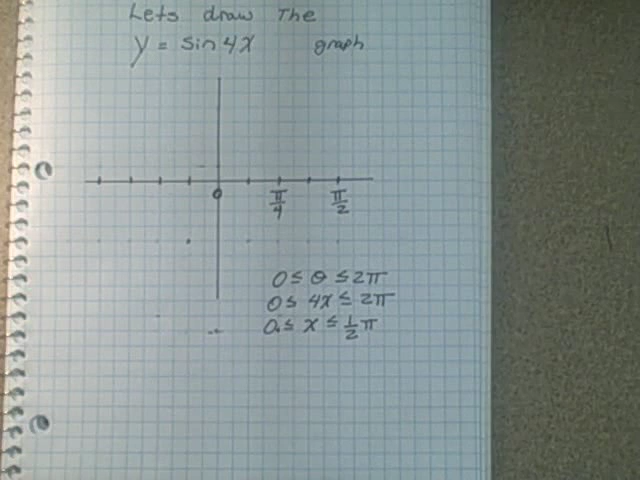 Lets draw The
y = sin 4x graph
0 π/4 π/2
0 ≤ θ ≤ 2π
0 ≤ 4x ≤ 2π
0 ≤ x ≤ 1/2 π